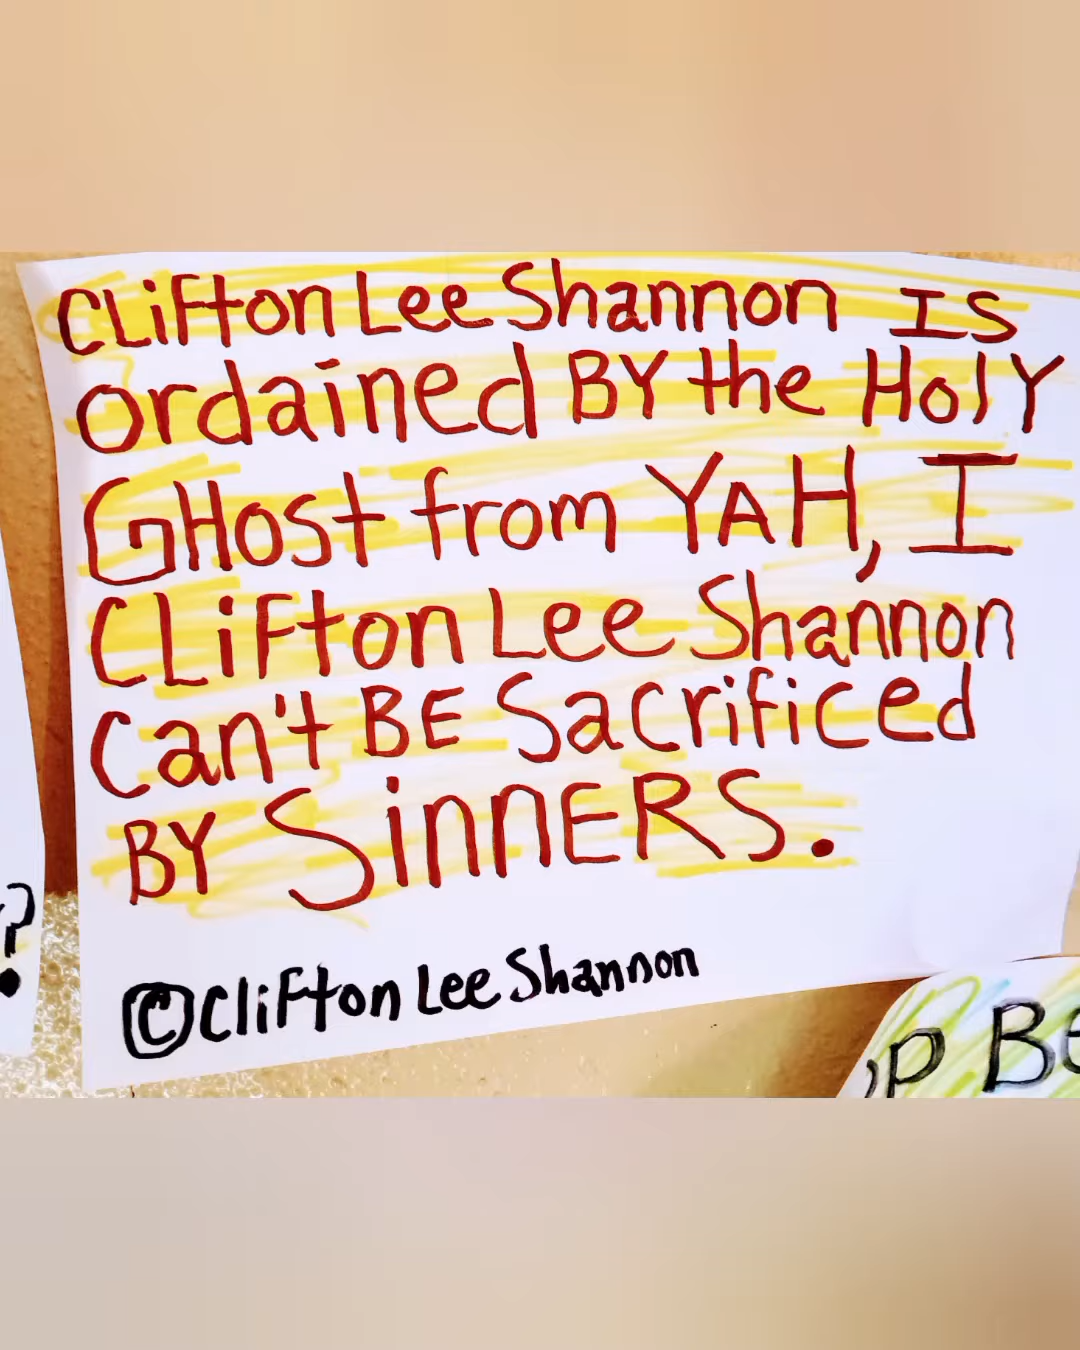 CLiFton Lee Shannon IS
ordained BY the HolY
GHost from YAH, I
CLiFton Lee Shannon
Can't BE Sacrificed
BY SinnERS.
©CliFton Lee Shannon
?
p BE